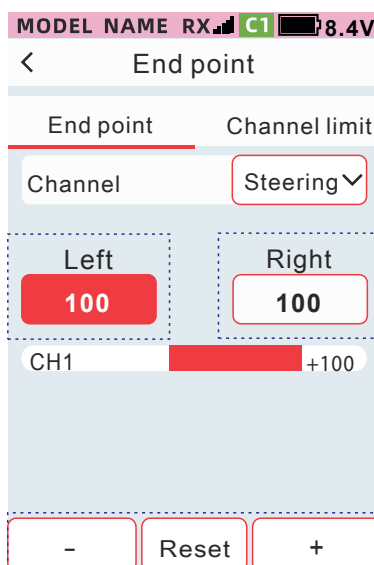 MODEL NAME RX C1 8.4V
End point
End point Channel limit
Channel Steering
Left Right
100 100
CH1 +100
- Reset +